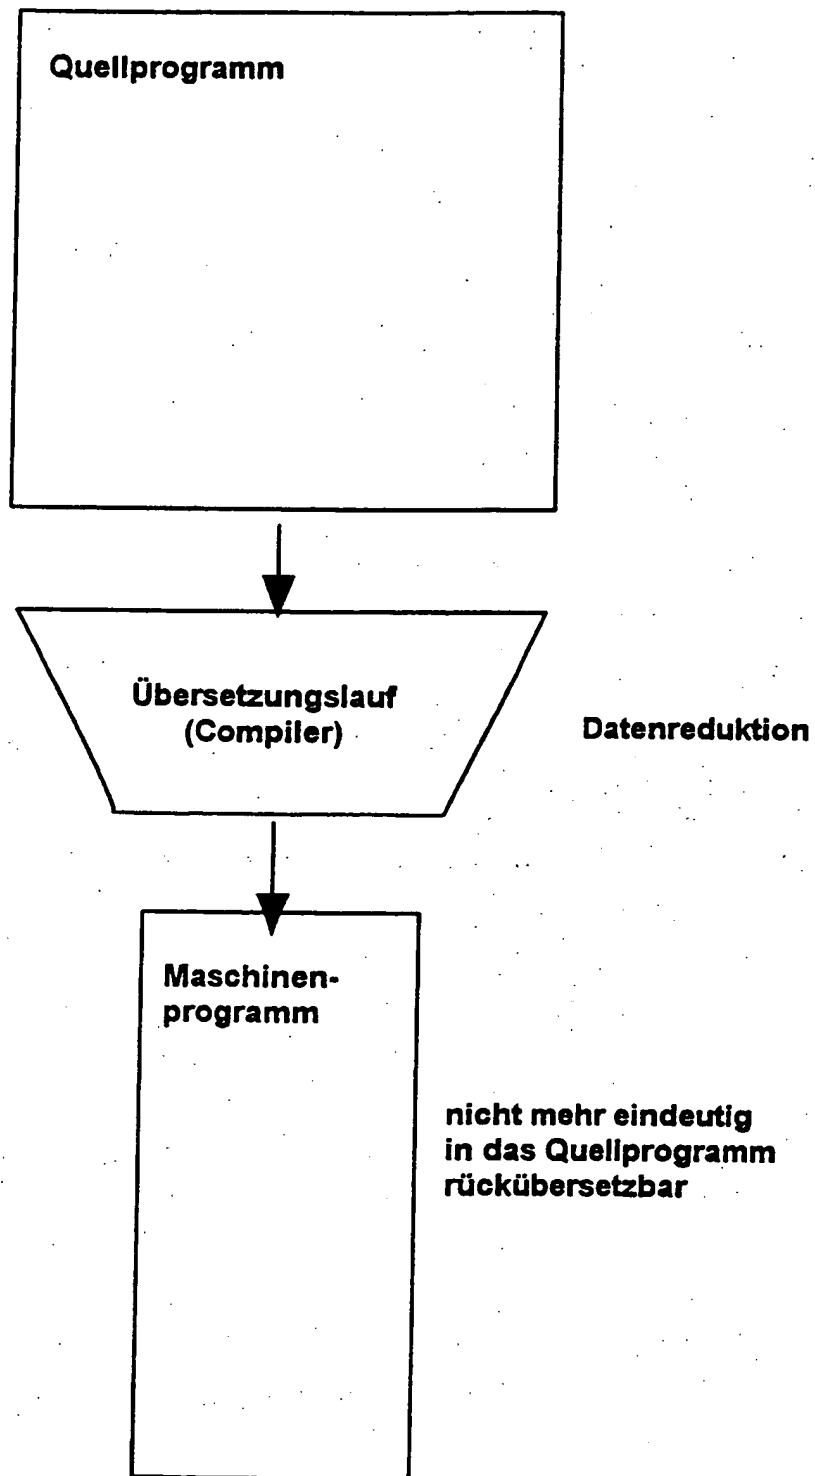 Quellprogramm
Übersetzungslauf
(Compiler)
Datenreduktion
Maschinen-
programm
nicht mehr eindeutig
in das Quellprogramm
rückübersetzbar